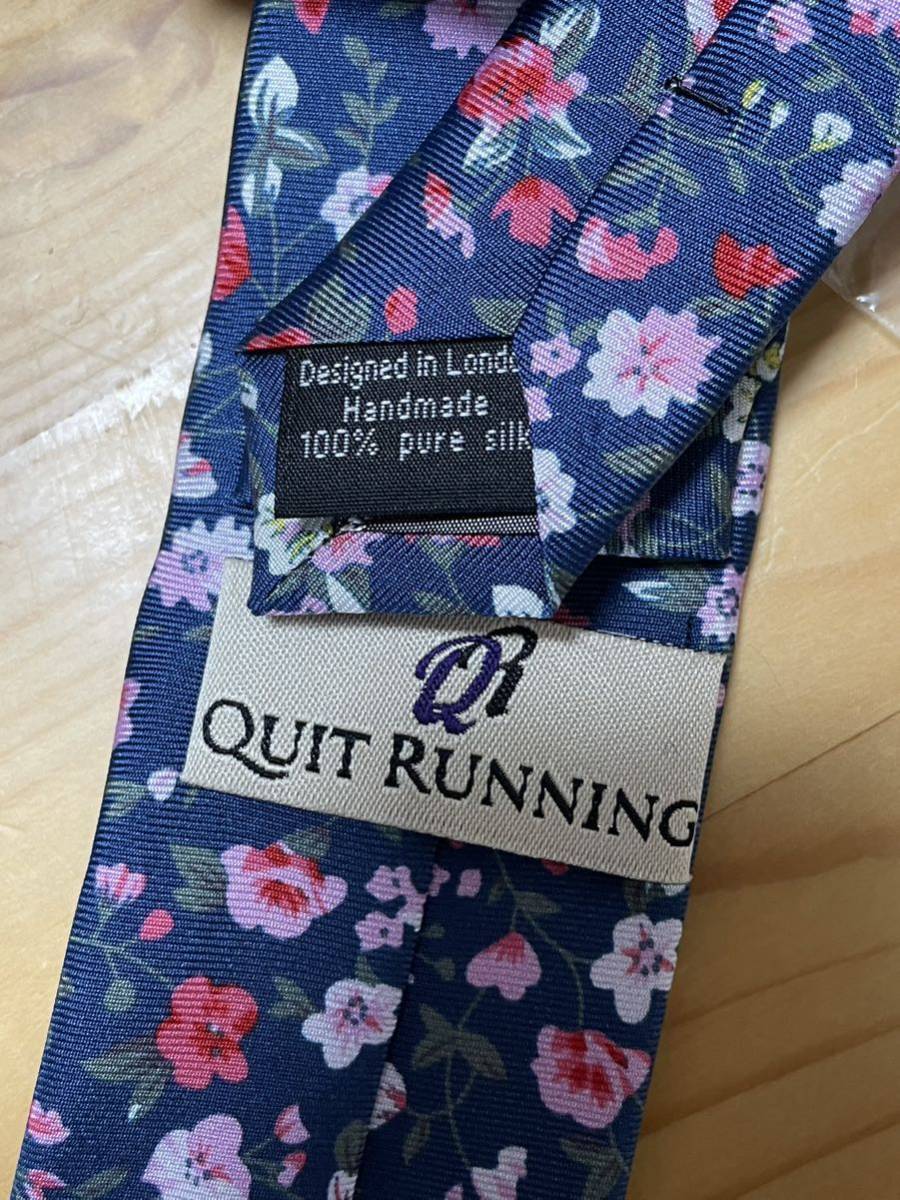 Designed in Londo
Handmade
100% pure silk
QR
QUIT RUNNING